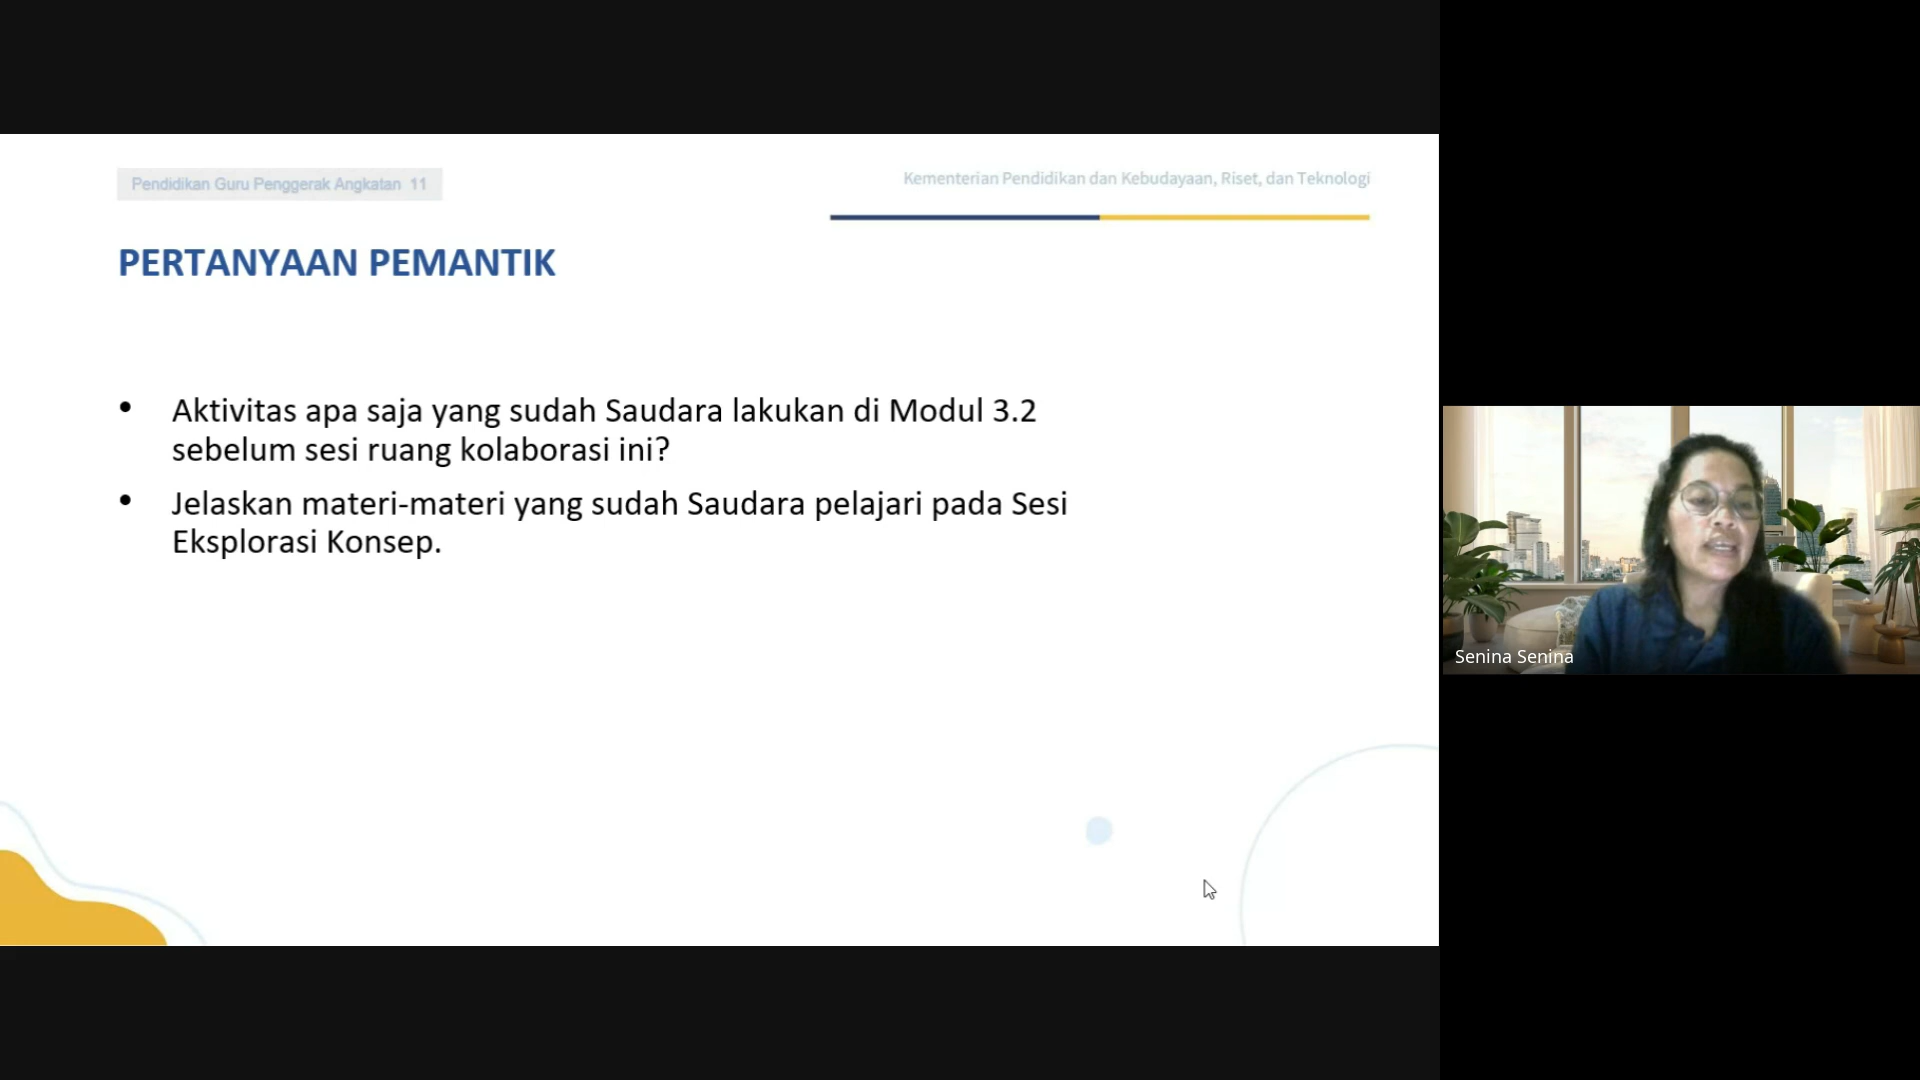 Pendidikan Guru Penggerak Angkatan 11
Kementerian Pendidikan dan Kebudayaan, Riset, dan Teknologi
PERTANYAAN PEMANTIK
• Aktivitas apa saja yang sudah Saudara lakukan di Modul 3.2
sebelum sesi ruang kolaborasi ini?
• Jelaskan materi-materi yang sudah Saudara pelajari pada Sesi
Eksplorasi Konsep.
Senina Senina